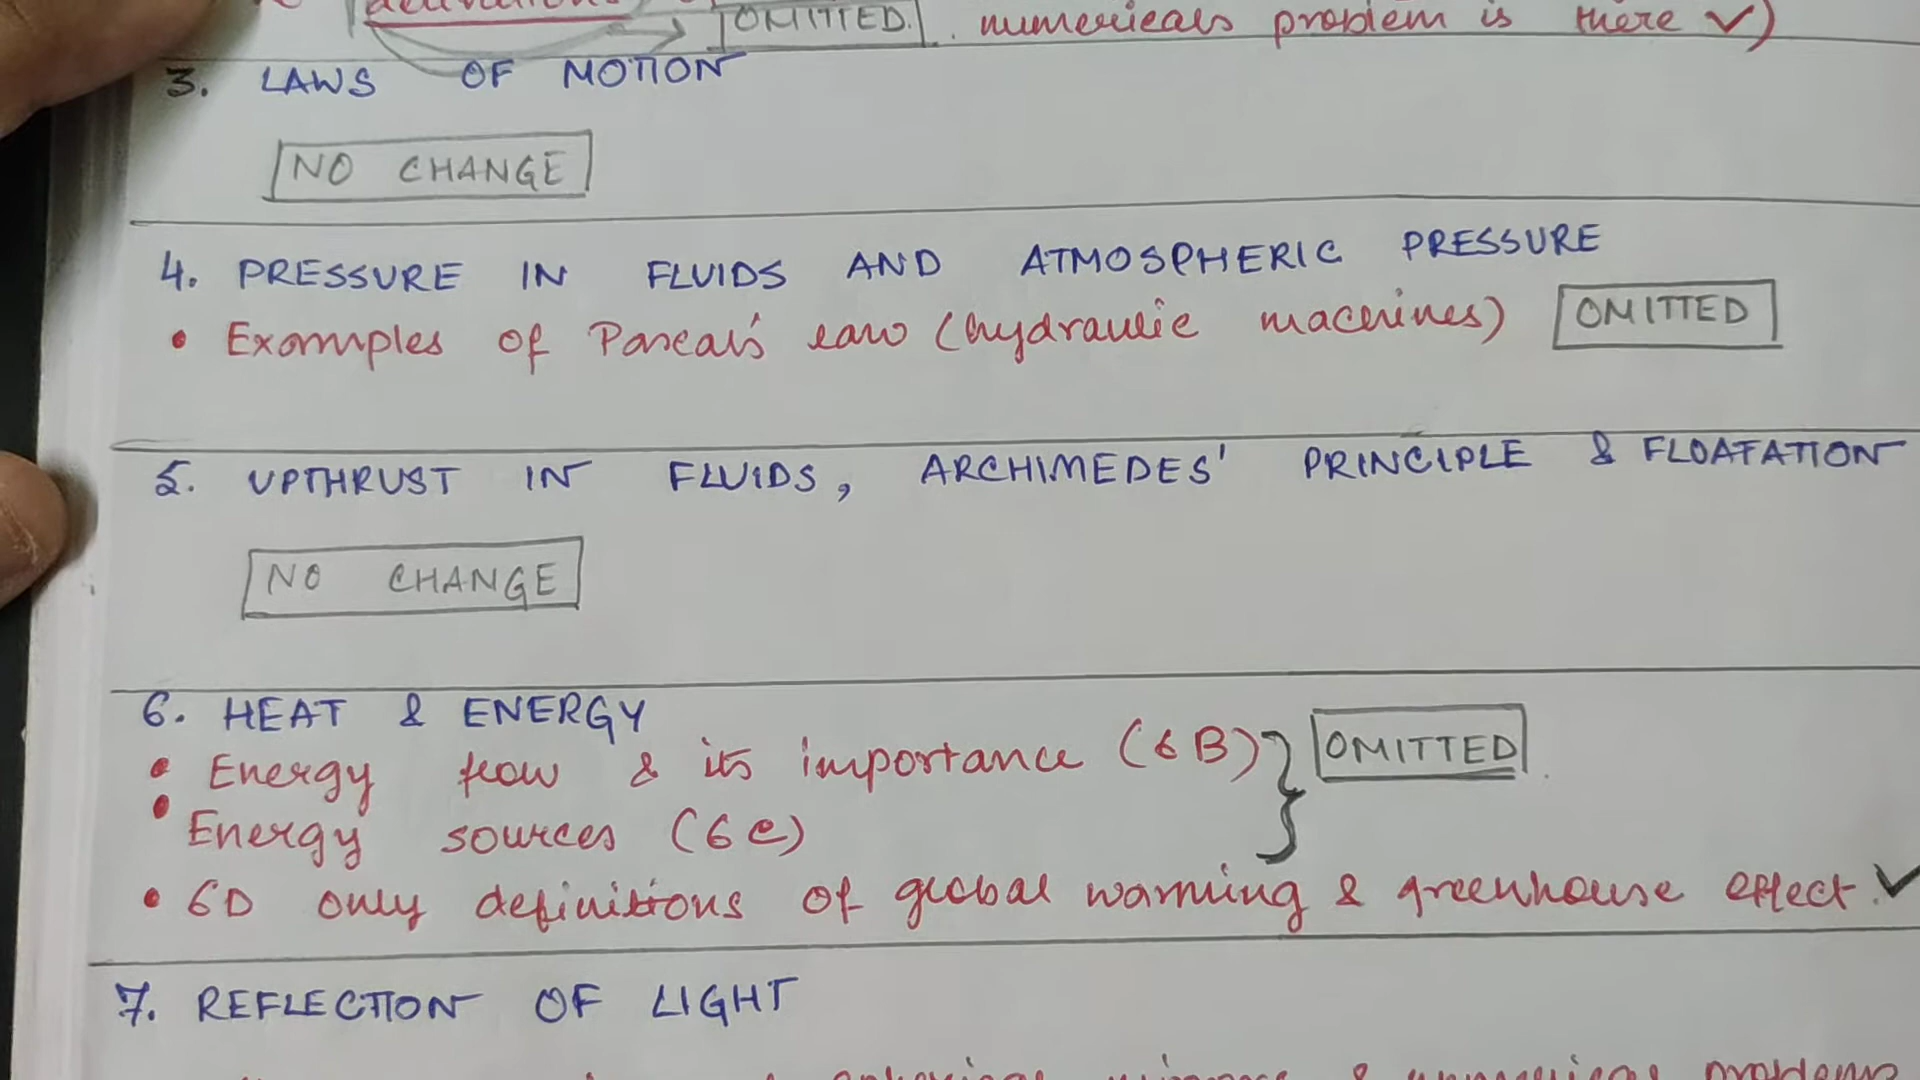 OMITTED. numericals problem is there ✓)
3. LAWS OF MOTION
NO CHANGE
4. PRESSURE IN FLUIDS AND ATMOSPHERIC PRESSURE
• Examples of Pascal's law (hydraulic machines) OMITTED
5. UPTHRUST IN FLUIDS, ARCHIMEDES' PRINCIPLE & FLOATATION
NO CHANGE
6. HEAT & ENERGY
• Energy flow & its importance (6B) } OMITTED
• Energy sources (6C)
• 6D only definitions of global warming & greenhouse effect. ✓
7. REFLECTION OF LIGHT